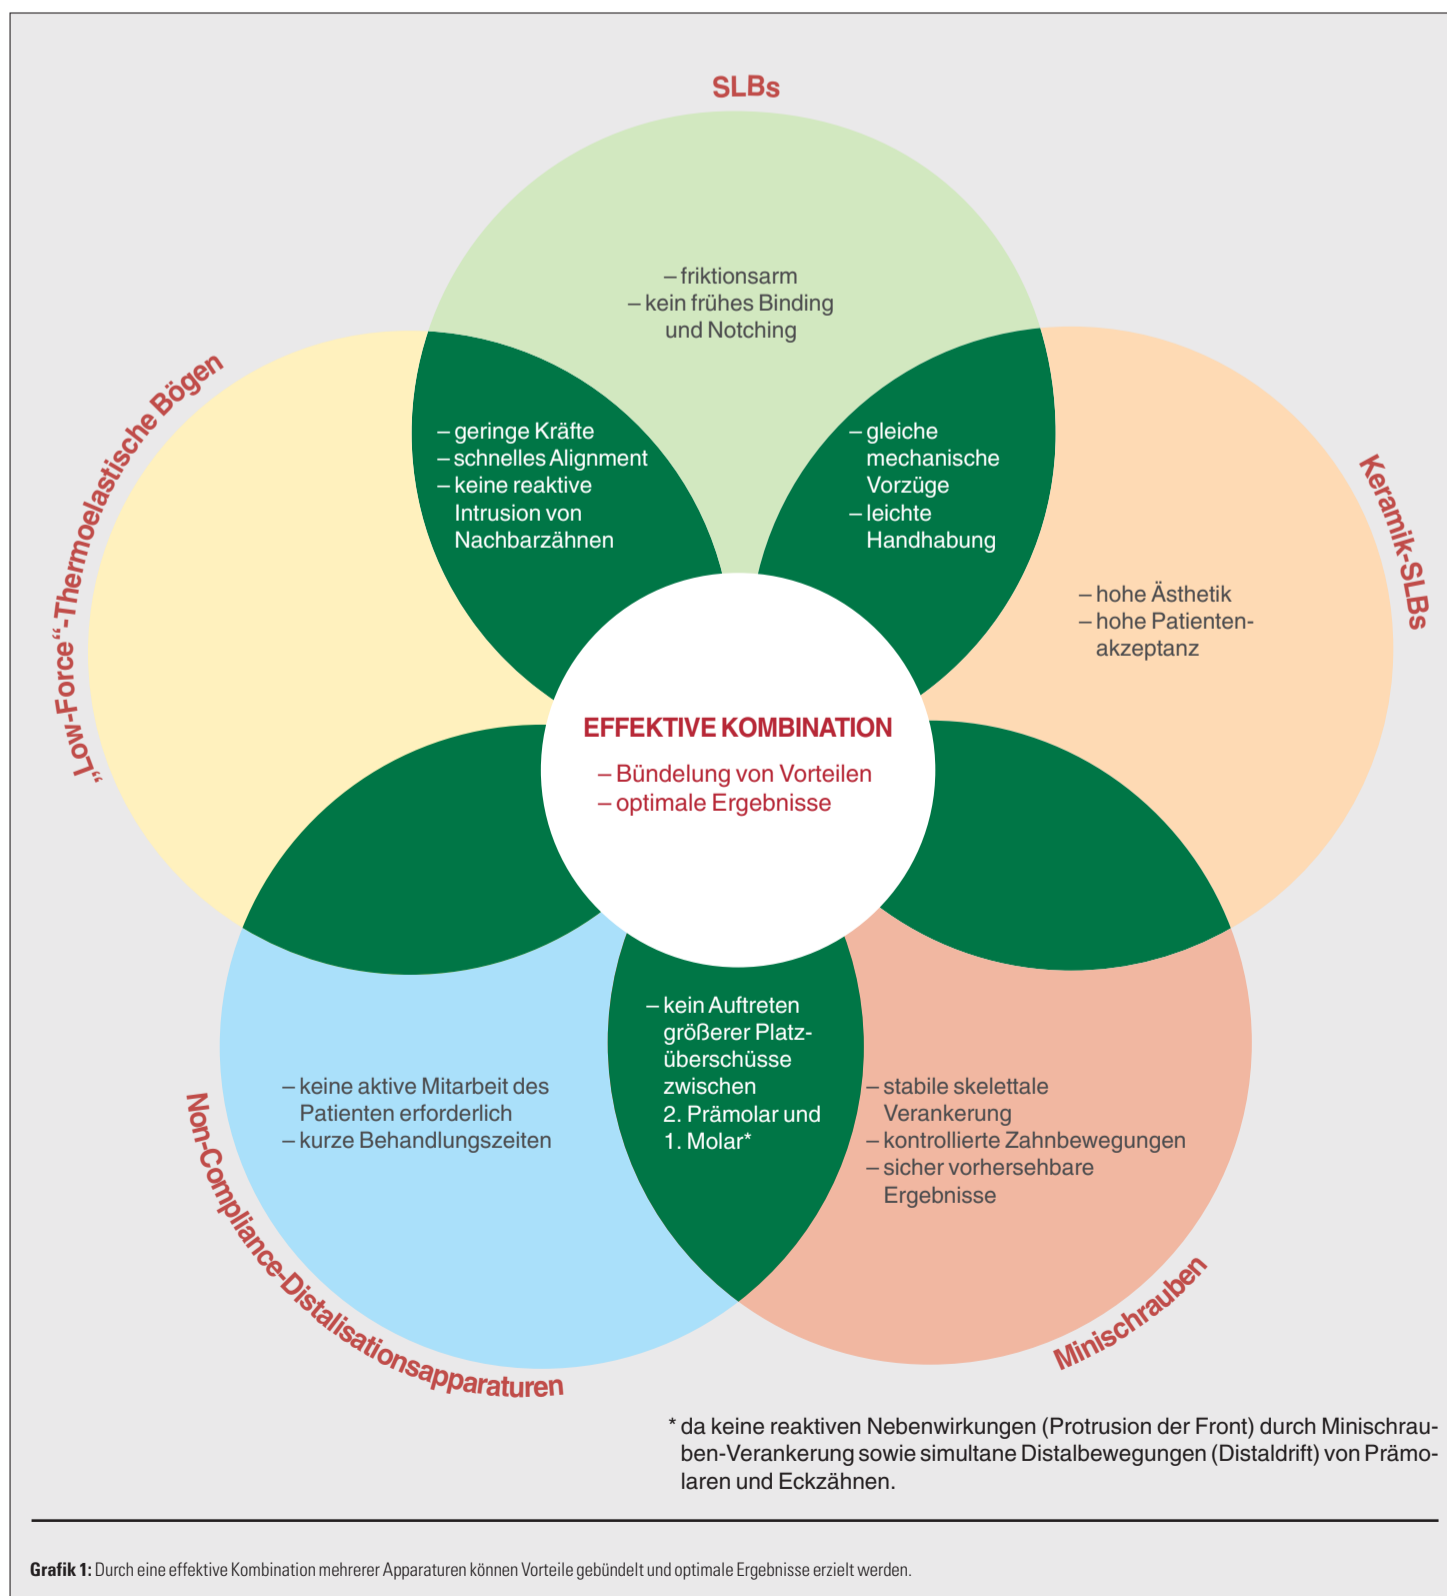 SLBs
– friktionsarm
– kein frühes Binding
und Notching
„Low-Force“-Thermoelastische Bögen
– geringe Kräfte
– schnelles Alignment
– keine reaktive
Intrusion von
Nachbarzähnen
– gleiche
mechanische
Vorzüge
– leichte
Handhabung
Keramik-SLBs
– hohe Ästhetik
– hohe Patienten-
akzeptanz
EFFEKTIVE KOMBINATION
– Bündelung von Vorteilen
– optimale Ergebnisse
– kein Auftreten
größerer Platz-
überschüsse
zwischen
2. Prämolar und
1. Molar*
– keine aktive Mitarbeit des
Patienten erforderlich
– kurze Behandlungszeiten
Non-Compliance-Distalisationsapparaturen
– stabile skelettale
Verankerung
– kontrollierte Zahnbewegungen
– sicher vorhersehbare
Ergebnisse
Minischrauben
* da keine reaktiven Nebenwirkungen (Protrusion der Front) durch Minischrau-
ben-Verankerung sowie simultane Distalbewegungen (Distaldrift) von Prämo-
laren und Eckzähnen.
Grafik 1: Durch eine effektive Kombination mehrerer Apparaturen können Vorteile gebündelt und optimale Ergebnisse erzielt werden.